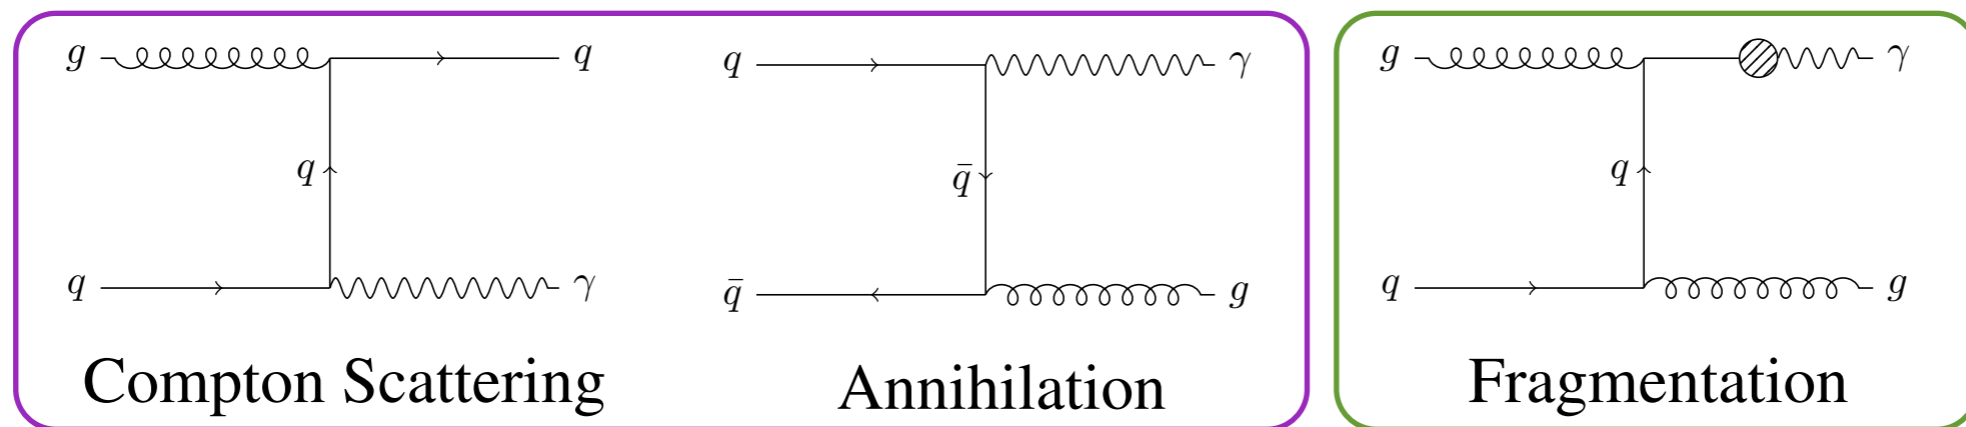 g q q γ q
Compton Scattering
q γ q̄ q̄ g
Annihilation
g γ q q g
Fragmentation